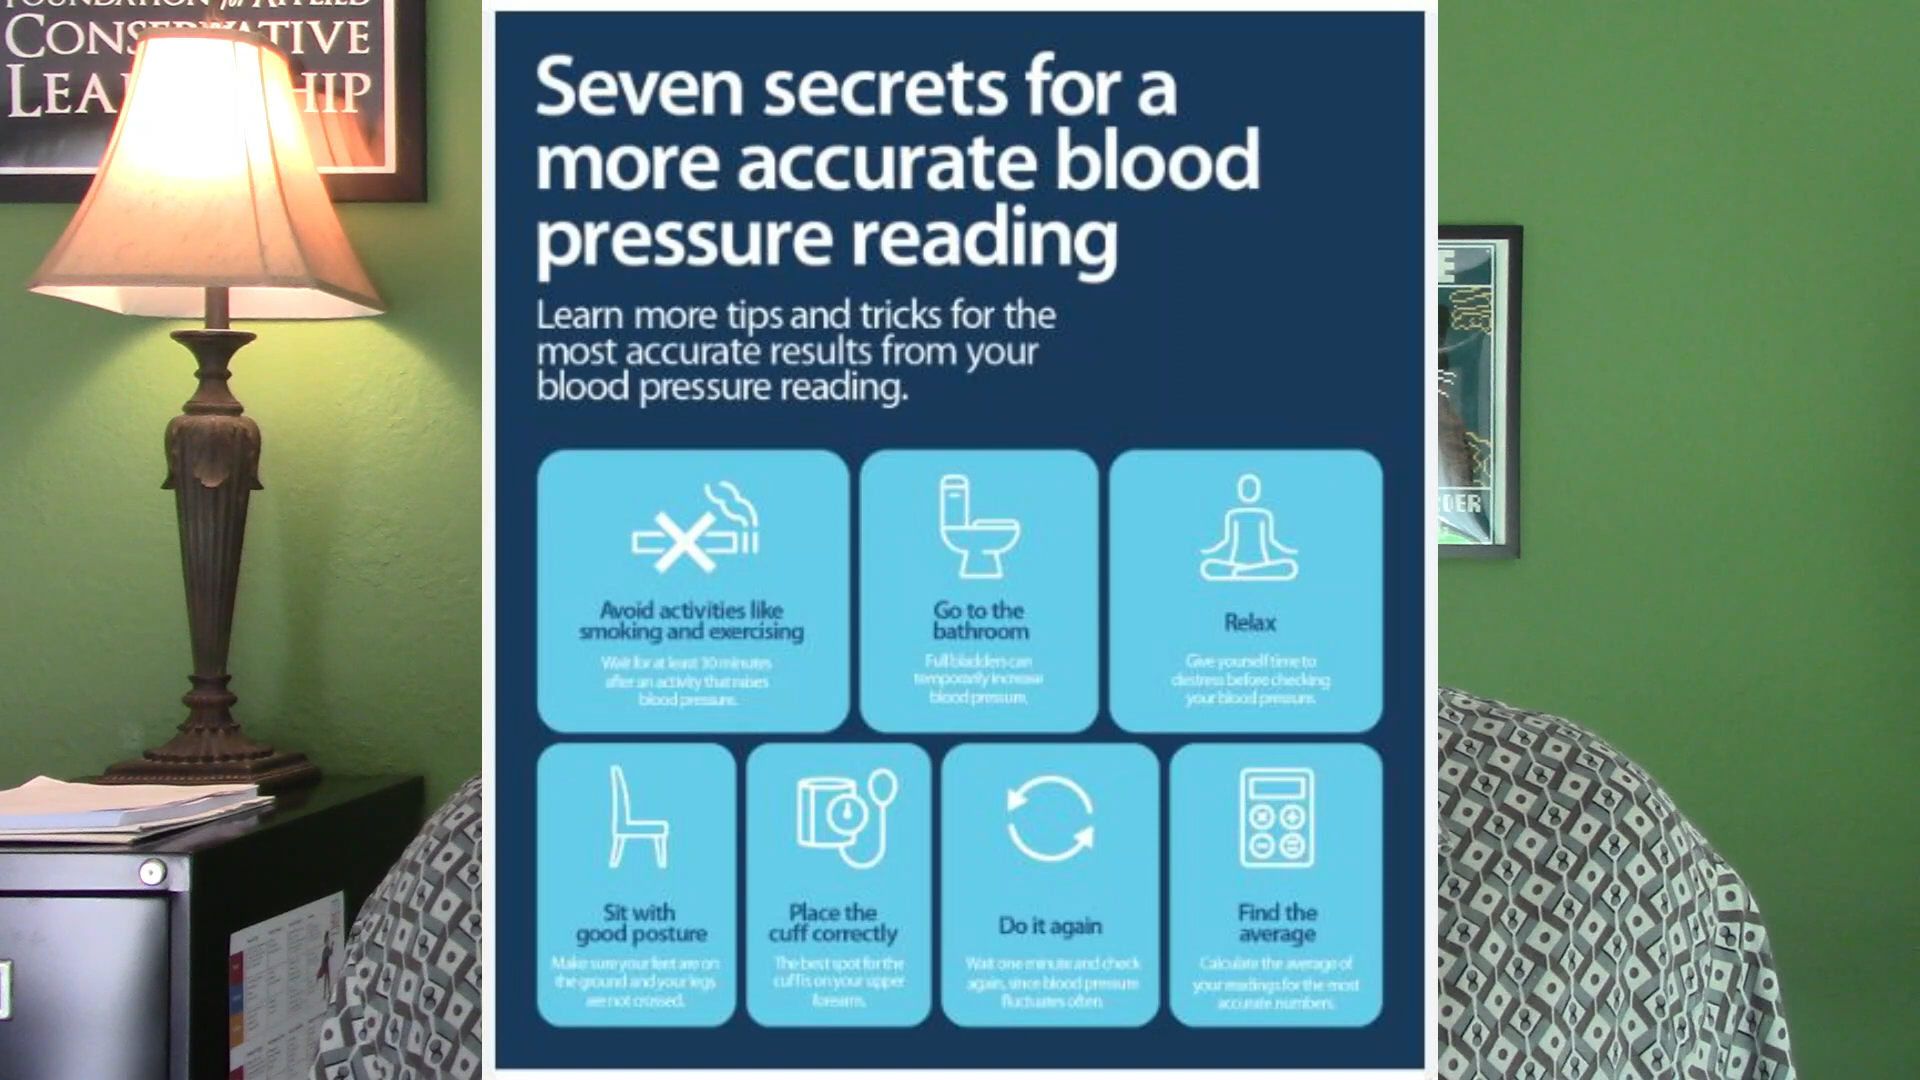 FOUNDATION for APPLIED
CONSERVATIVE
LEADERSHIP
Seven secrets for a
more accurate blood
pressure reading
Learn more tips and tricks for the
most accurate results from your
blood pressure reading.
Avoid activities like
smoking and exercising
Wait for at least 30 minutes
after an activity that raises
blood pressure.
Go to the
bathroom
Full bladders can
temporarily increase
blood pressure.
Relax
Give yourself time to
destress before checking
your blood pressure.
Sit with
good posture
Make sure your feet are on
the ground and your legs
are not crossed.
Place the
cuff correctly
The best spot for the
cuff is on your upper
forearm.
Do it again
Wait one minute and check
again, since blood pressure
fluctuates often.
Find the
average
Calculate the average of
your readings for the most
accurate numbers.
E
DER